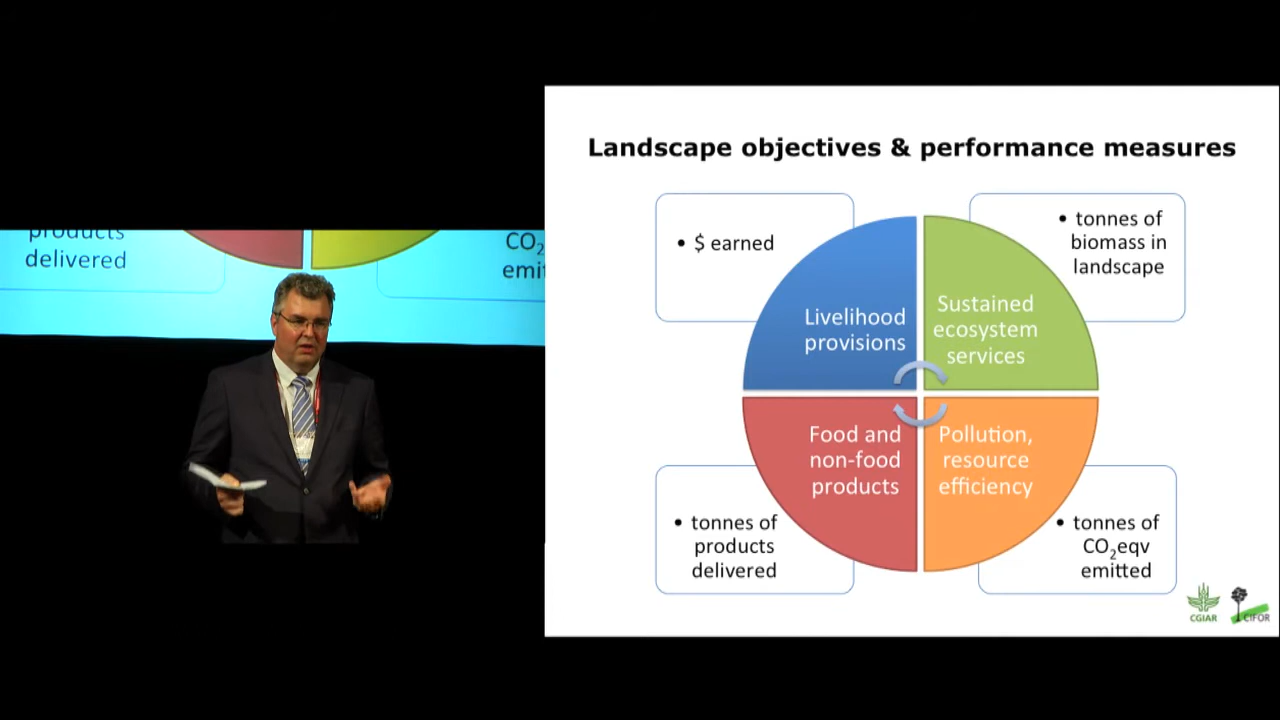 Landscape objectives & performance measures
• $ earned
• tonnes of
biomass in
landscape
Livelihood
provisions
Sustained
ecosystem
services
Food and
non-food
products
Pollution,
resource
efficiency
• tonnes of
products
delivered
• tonnes of
CO₂eqv
emitted
CGIAR
CIFOR
products
delivered
CO₂
emit